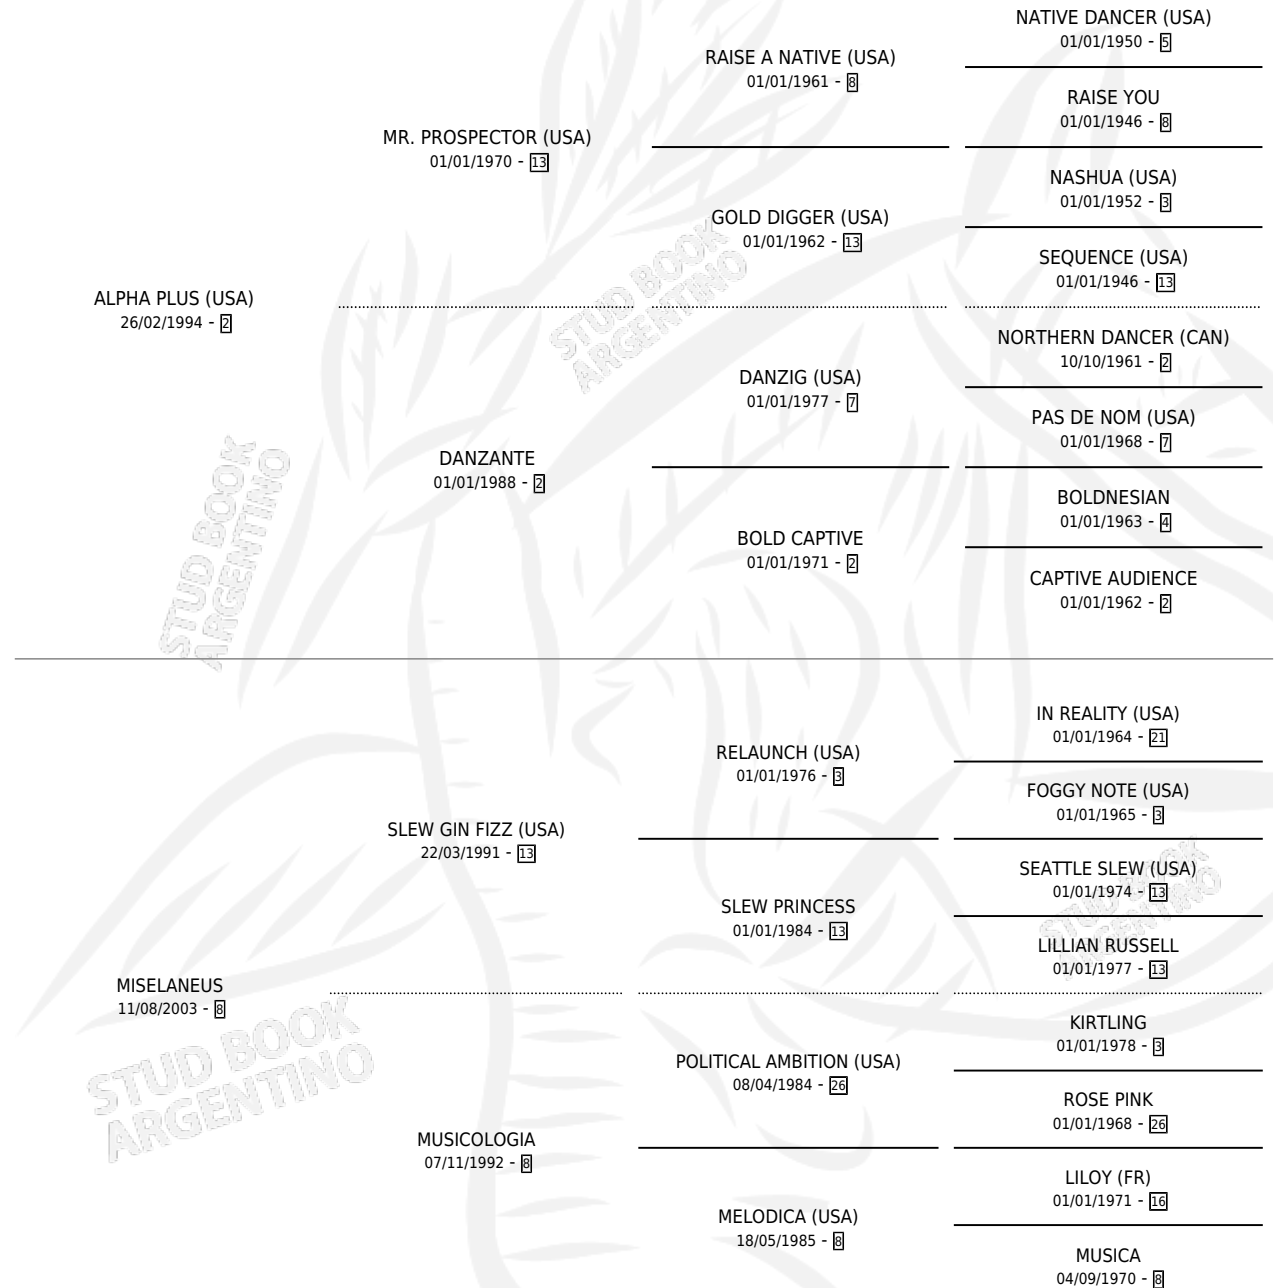 NATIVE DANCER (USA)
01/01/1950 - 5
RAISE A NATIVE (USA)
01/01/1961 - 8
RAISE YOU
01/01/1946 - 8
MR. PROSPECTOR (USA)
01/01/1970 - 13
NASHUA (USA)
01/01/1952 - 3
GOLD DIGGER (USA)
01/01/1962 - 13
SEQUENCE (USA)
01/01/1946 - 13
ALPHA PLUS (USA)
26/02/1994 - 2
STUD BOOK
ARGENTINO
NORTHERN DANCER (CAN)
10/10/1961 - 2
DANZIG (USA)
01/01/1977 - 7
PAS DE NOM (USA)
01/01/1968 - 7
DANZANTE
01/01/1988 - 2
BOLDNESIAN
01/01/1963 - 4
BOLD CAPTIVE
01/01/1971 - 2
CAPTIVE AUDIENCE
01/01/1962 - 2
STUD BOOK
ARGENTINO
IN REALITY (USA)
01/01/1964 - 21
RELAUNCH (USA)
01/01/1976 - 3
FOGGY NOTE (USA)
01/01/1965 - 3
SLEW GIN FIZZ (USA)
22/03/1991 - 13
SEATTLE SLEW (USA)
01/01/1974 - 13
SLEW PRINCESS
01/01/1984 - 13
STUD BOOK
ARGENTINO
LILLIAN RUSSELL
01/01/1977 - 13
MISELANEUS
11/08/2003 - 8
STUD BOOK
ARGENTINO
KIRTLING
01/01/1978 - 3
POLITICAL AMBITION (USA)
08/04/1984 - 26
ROSE PINK
01/01/1968 - 26
MUSICOLOGIA
07/11/1992 - 8
LILOY (FR)
01/01/1971 - 16
MELODICA (USA)
18/05/1985 - 8
MUSICA
04/09/1970 - 8